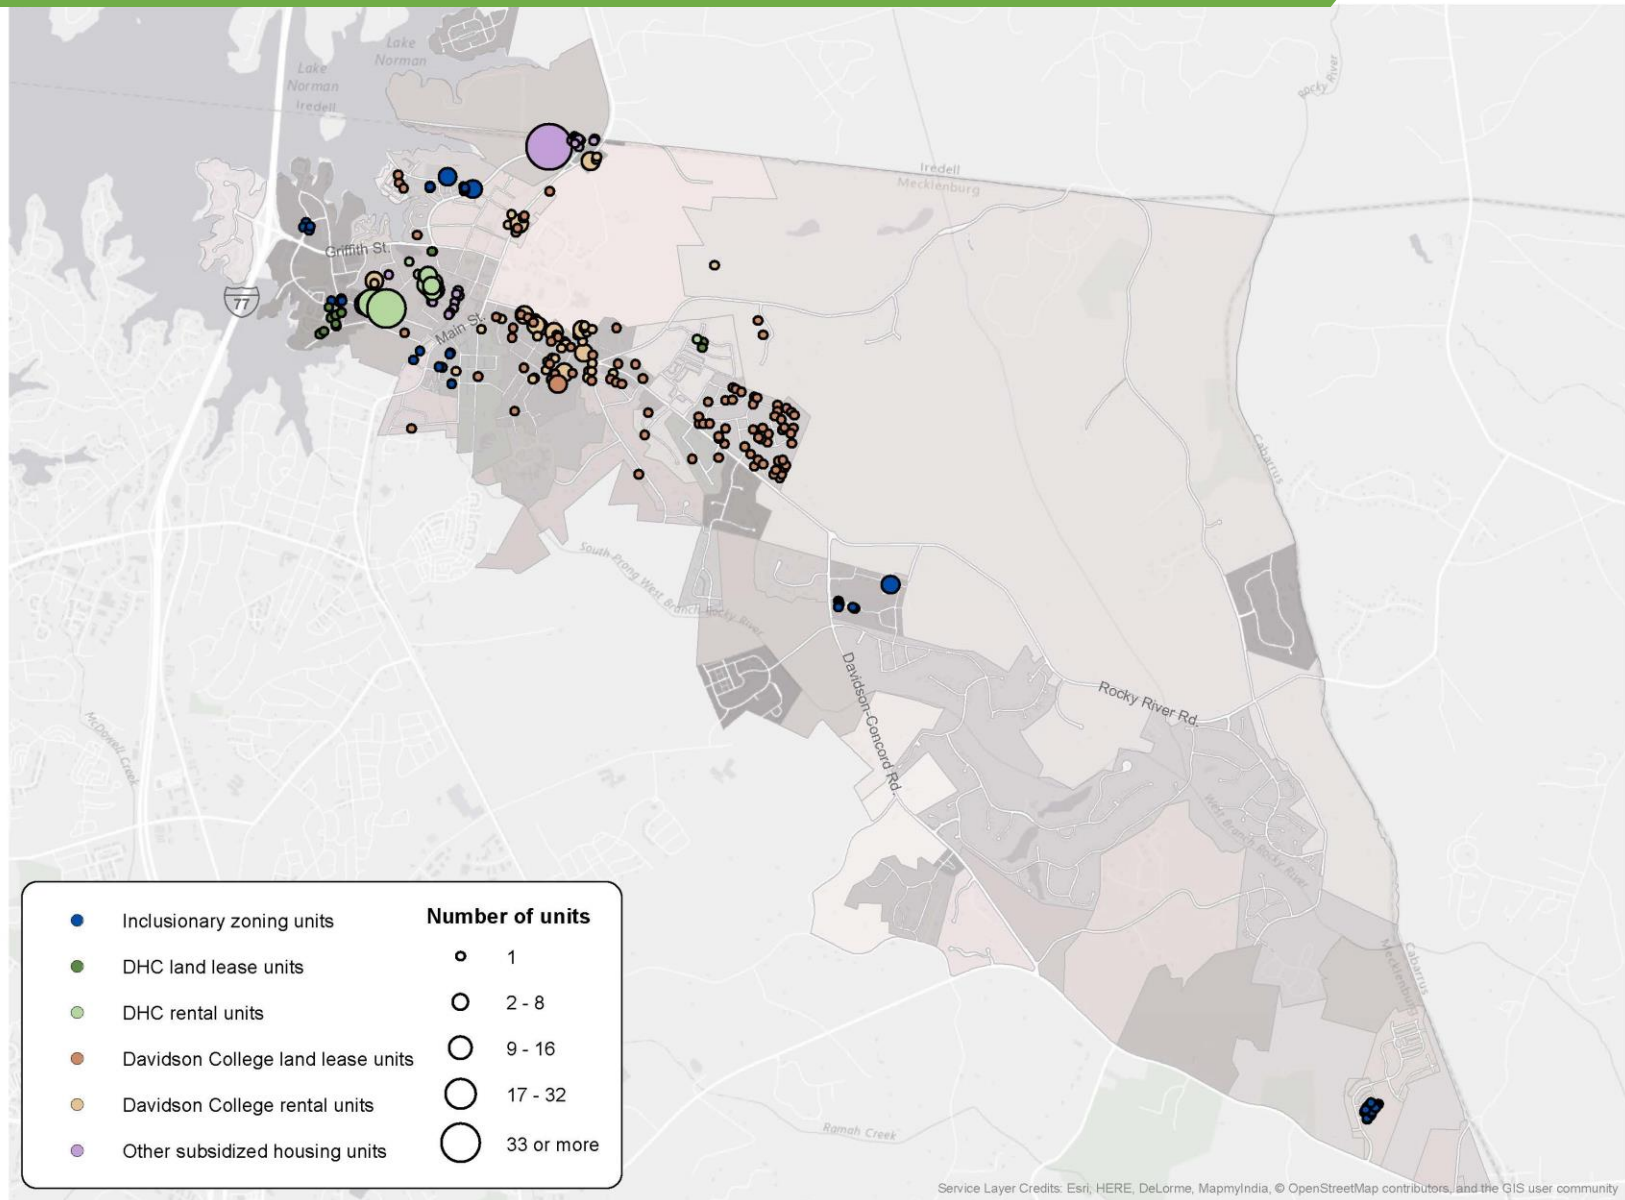 Lake
Norman
Lake
Norman
Iredell
Rocky River
Iredell
Mecklenburg
Griffith St.
77
Main St.
Cabarrus
South Prong West Branch Rocky River
Davidson-Concord Rd.
Rocky River Rd.
McDowell Creek
West Branch Rocky River
Cabarrus
Mecklenburg
Ramah Creek
Number of units
Inclusionary zoning units
DHC land lease units
DHC rental units
Davidson College land lease units
Davidson College rental units
Other subsidized housing units
1
2 - 8
9 - 16
17 - 32
33 or more
Service Layer Credits: Esri, HERE, DeLorme, MapmyIndia, © OpenStreetMap contributors, and the GIS user community